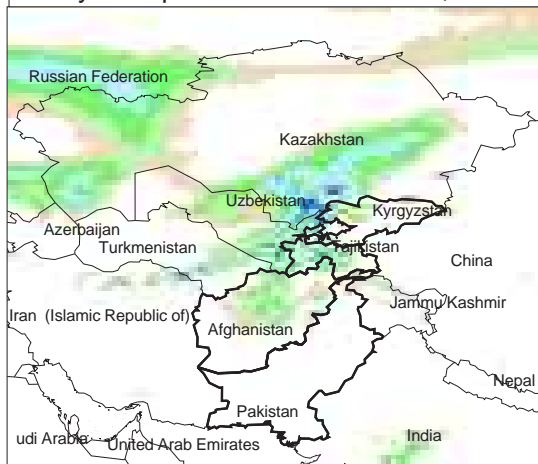 Russian Federation
Kazakhstan
Uzbekistan
Kyrgyzstan
Azerbaijan
Turkmenistan
Tajikistan
China
Iran (Islamic Republic of)
Jammu/Kashmir
Afghanistan
Nepal
Pakistan
udi Arabia
United Arab Emirates
India